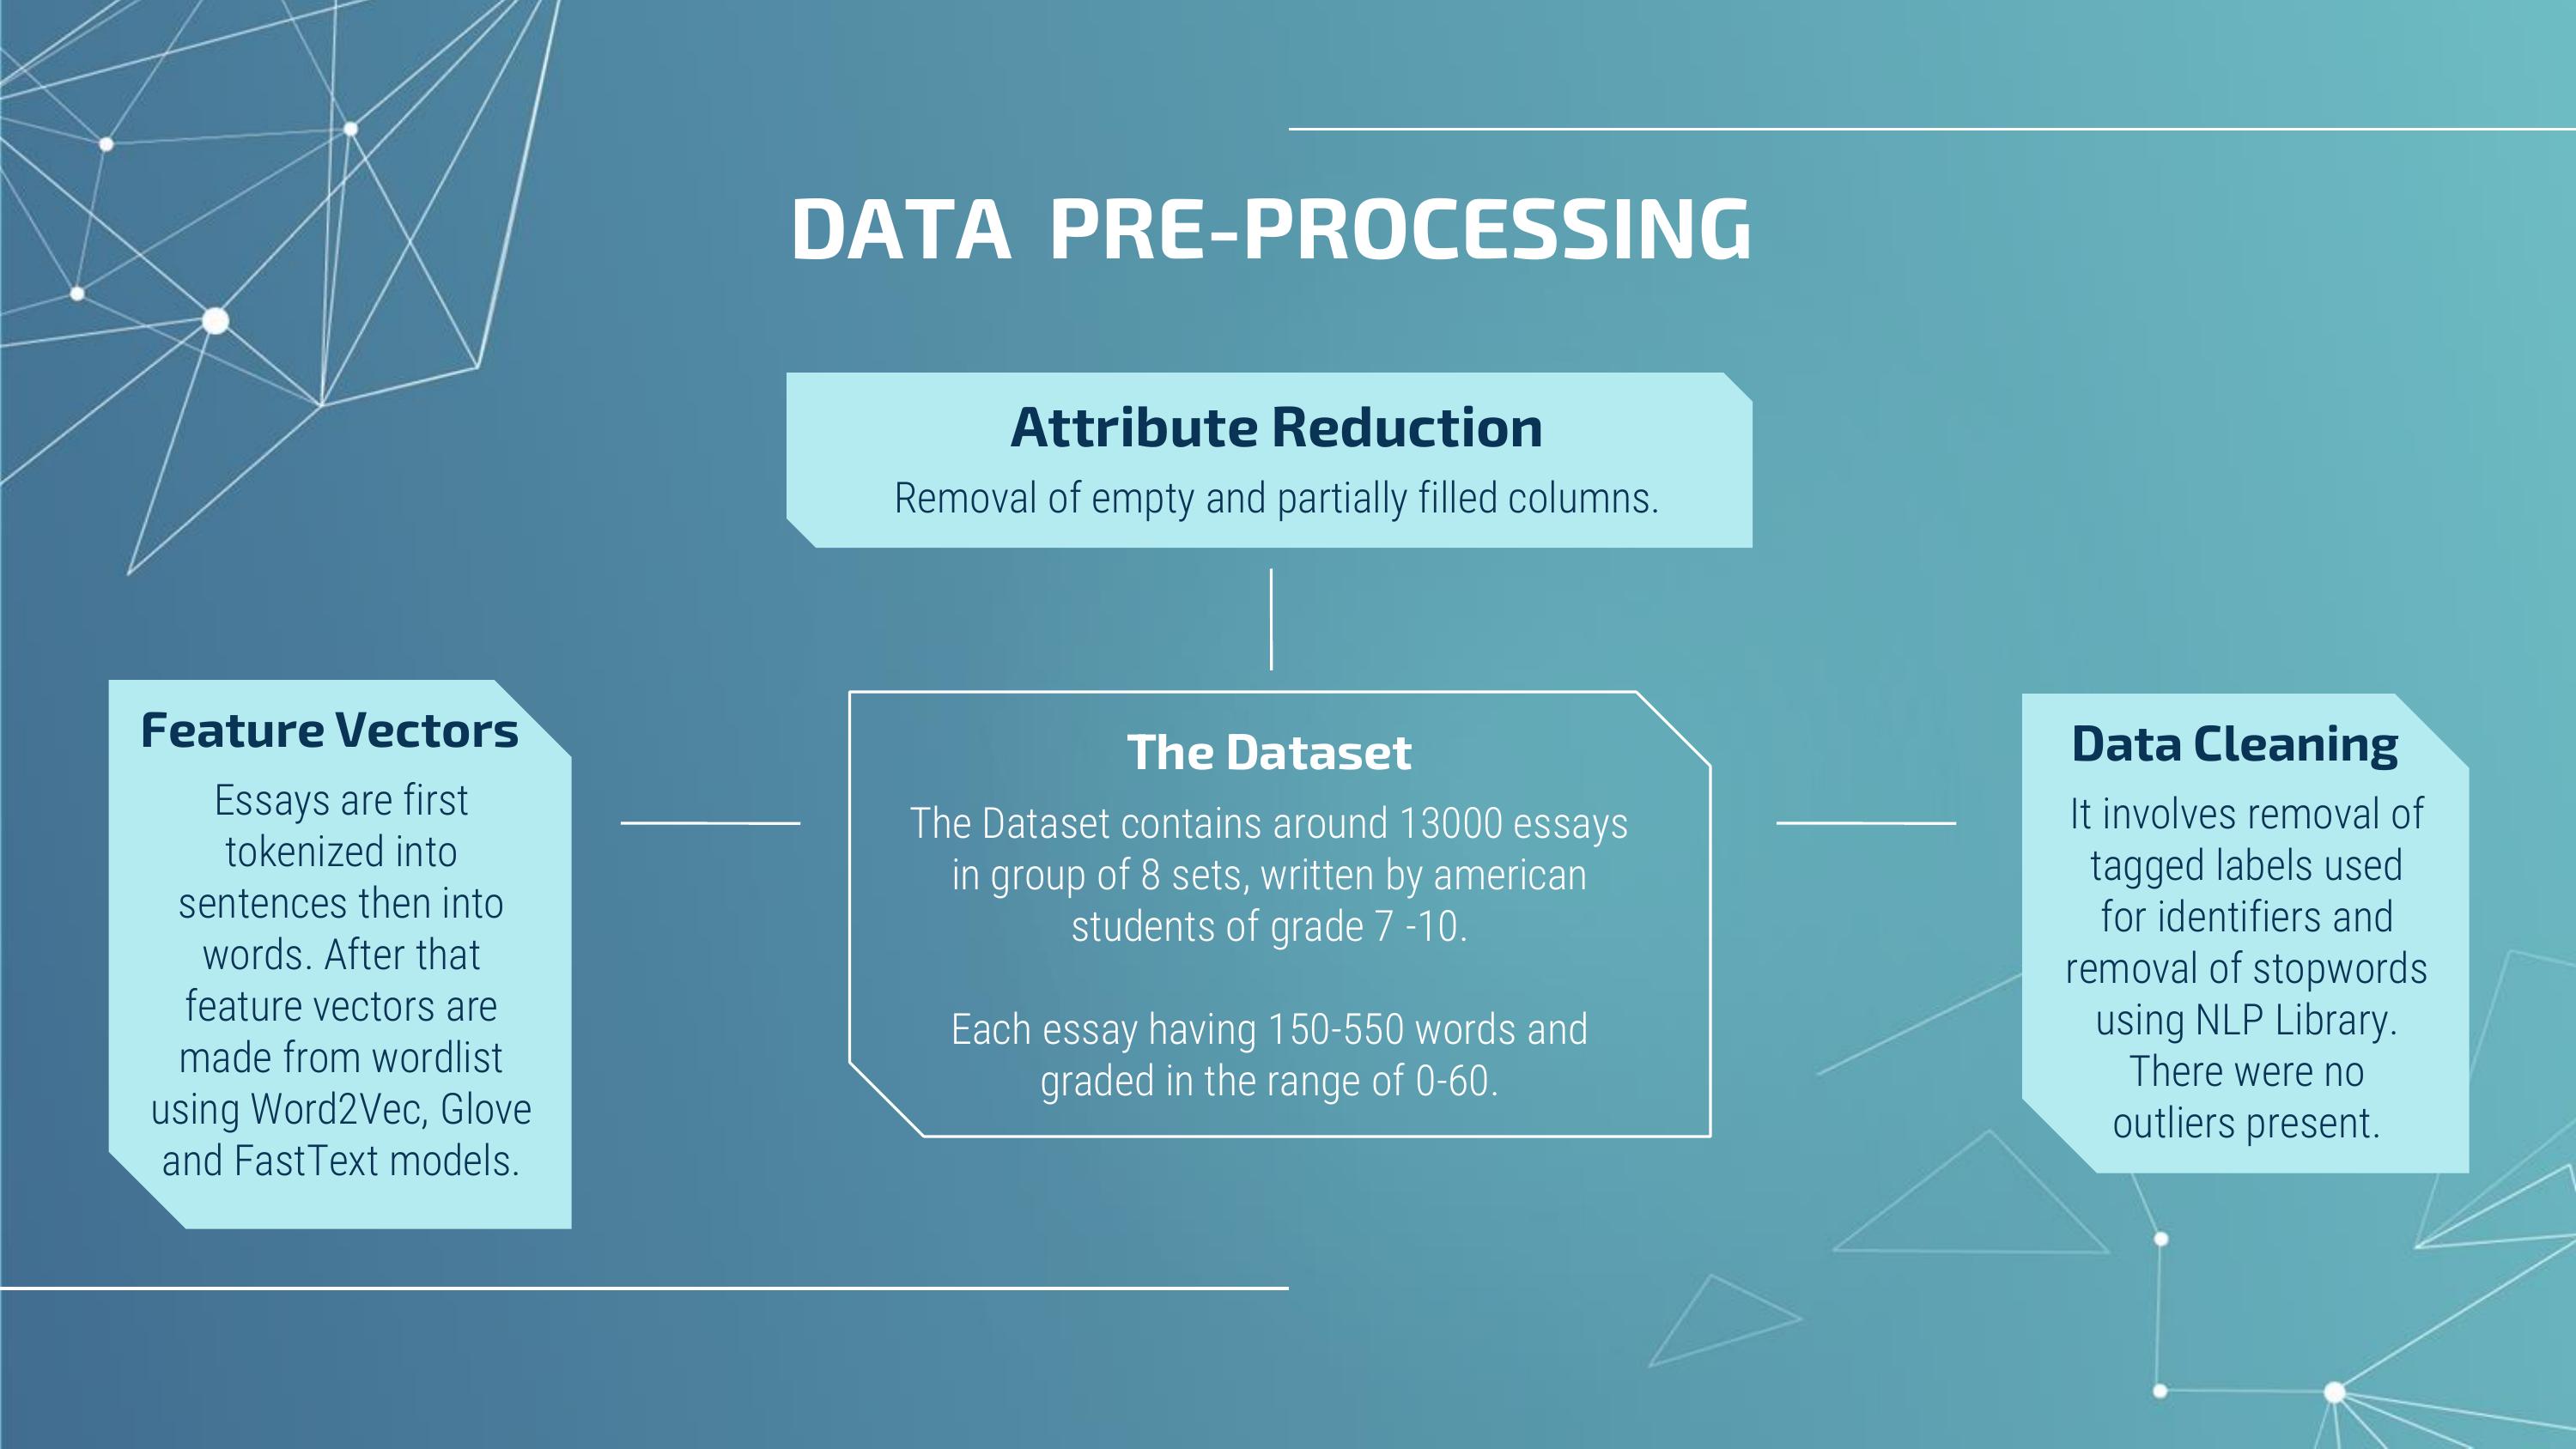 DATA PRE-PROCESSING
Attribute Reduction
Removal of empty and partially filled columns.
Feature Vectors
Essays are first
tokenized into
sentences then into
words. After that
feature vectors are
made from wordlist
using Word2Vec, Glove
and FastText models.
The Dataset
The Dataset contains around 13000 essays
in group of 8 sets, written by american
students of grade 7 -10.
Each essay having 150-550 words and
graded in the range of 0-60.
Data Cleaning
It involves removal of
tagged labels used
for identifiers and
removal of stopwords
using NLP Library.
There were no
outliers present.